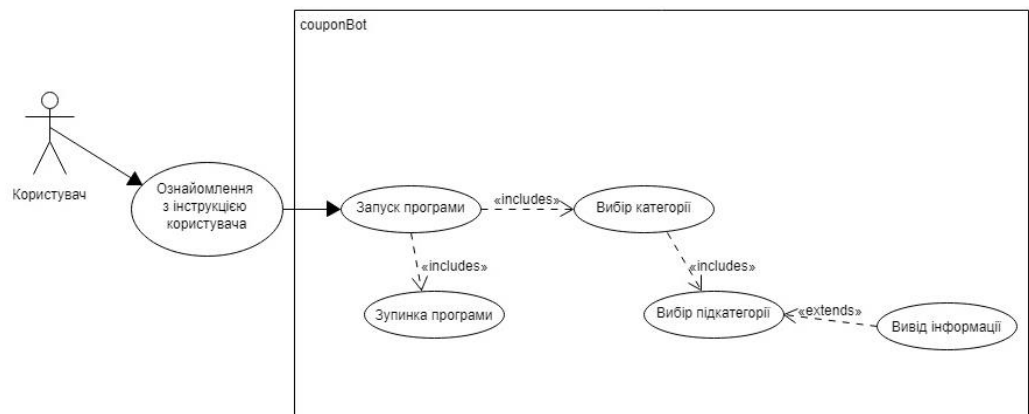 couponBot
Користувач
Ознайомлення
з інструкцією
користувача
Запуск програми
«includes»
Вибір категорії
«includes»
«includes»
Зупинка програми
Вибір підкатегорії
«extends»
Вивід інформації